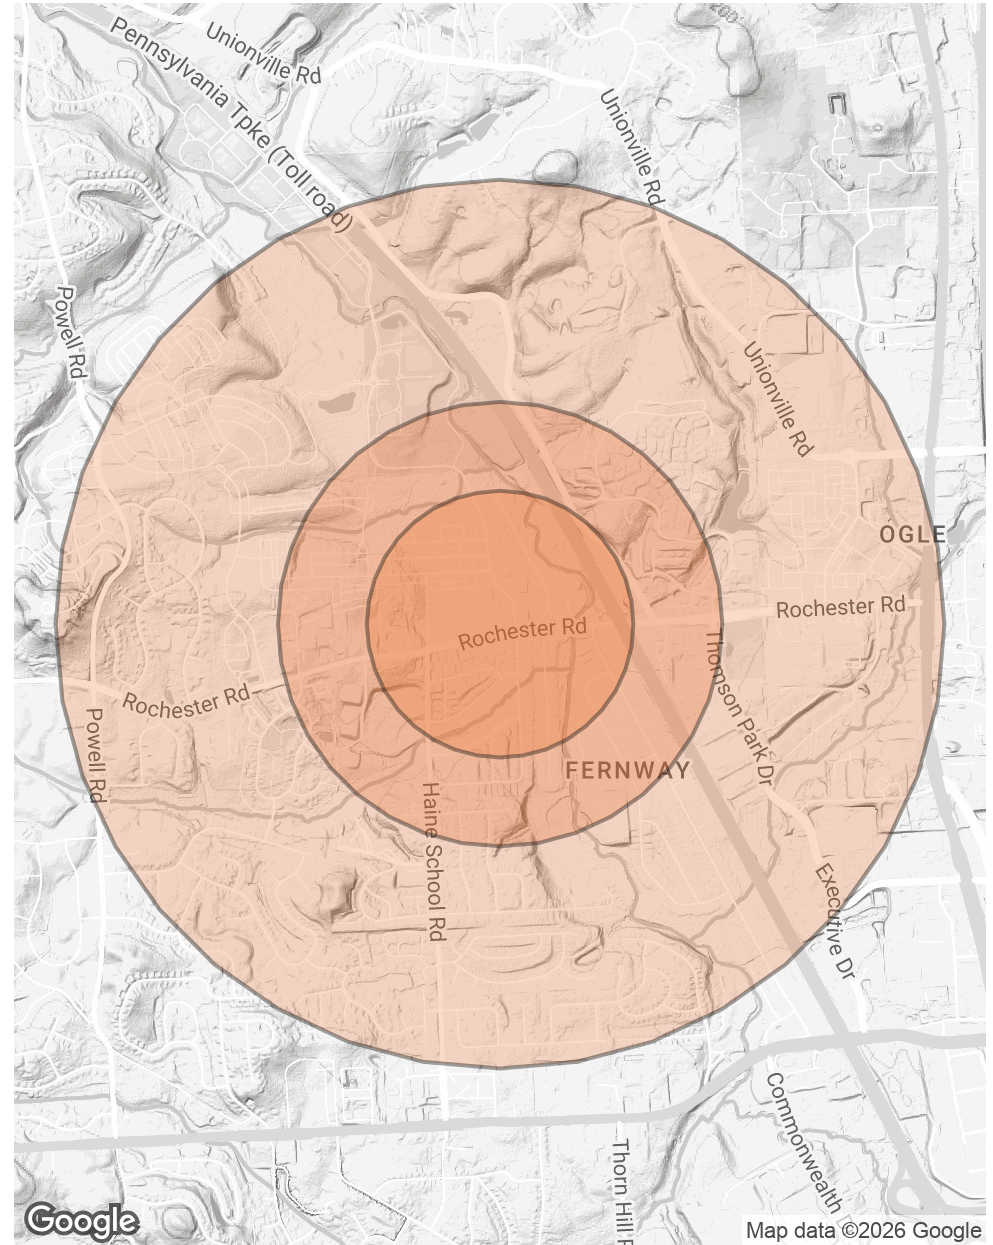 Unionville Rd
Pennsylvania Tpke (Toll road)
Unionville Rd
Powell Rd
Unionville Rd
OGLE
Rochester Rd
Rochester Rd
Thomson Park Dr
Rochester Rd
Powell Rd
FERNWAY
Haine School Rd
Executive Dr
Commonwealth
Thorn Hill
Google
Map data ©2026 Google